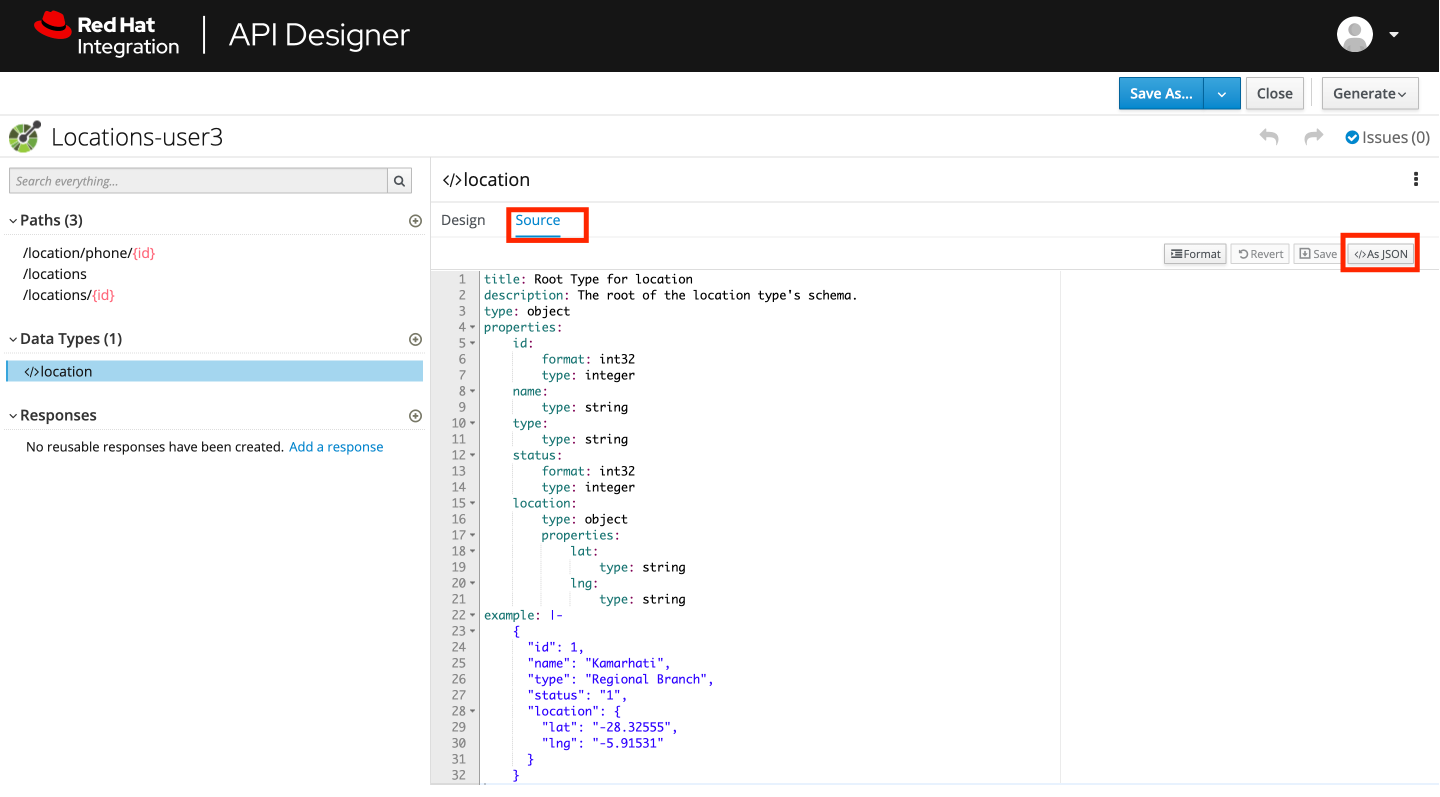 Red Hat
Integration
API Designer
Save As...
Close
Generate
Locations-user3
Issues (0)
Search everything...
</>location
Paths (3)
Design
Source
/location/phone/{id}
/locations
/locations/{id}
Format
Revert
Save
</>As JSON
Data Types (1)
</>location
Responses
No reusable responses have been created. Add a response
1 title: Root Type for location
2 description: The root of the location type's schema.
3 type: object
4 properties:
5     id:
6         format: int32
7         type: integer
8     name:
9         type: string
10     type:
11         type: string
12     status:
13         format: int32
14         type: integer
15     location:
16         type: object
17         properties:
18             lat:
19                 type: string
20             lng:
21                 type: string
22 example: |-
23     {
24       "id": 1,
25       "name": "Kamarhati",
26       "type": "Regional Branch",
27       "status": "1",
28       "location": {
29         "lat": "-28.32555",
30         "lng": "-5.91531"
31       }
32     }